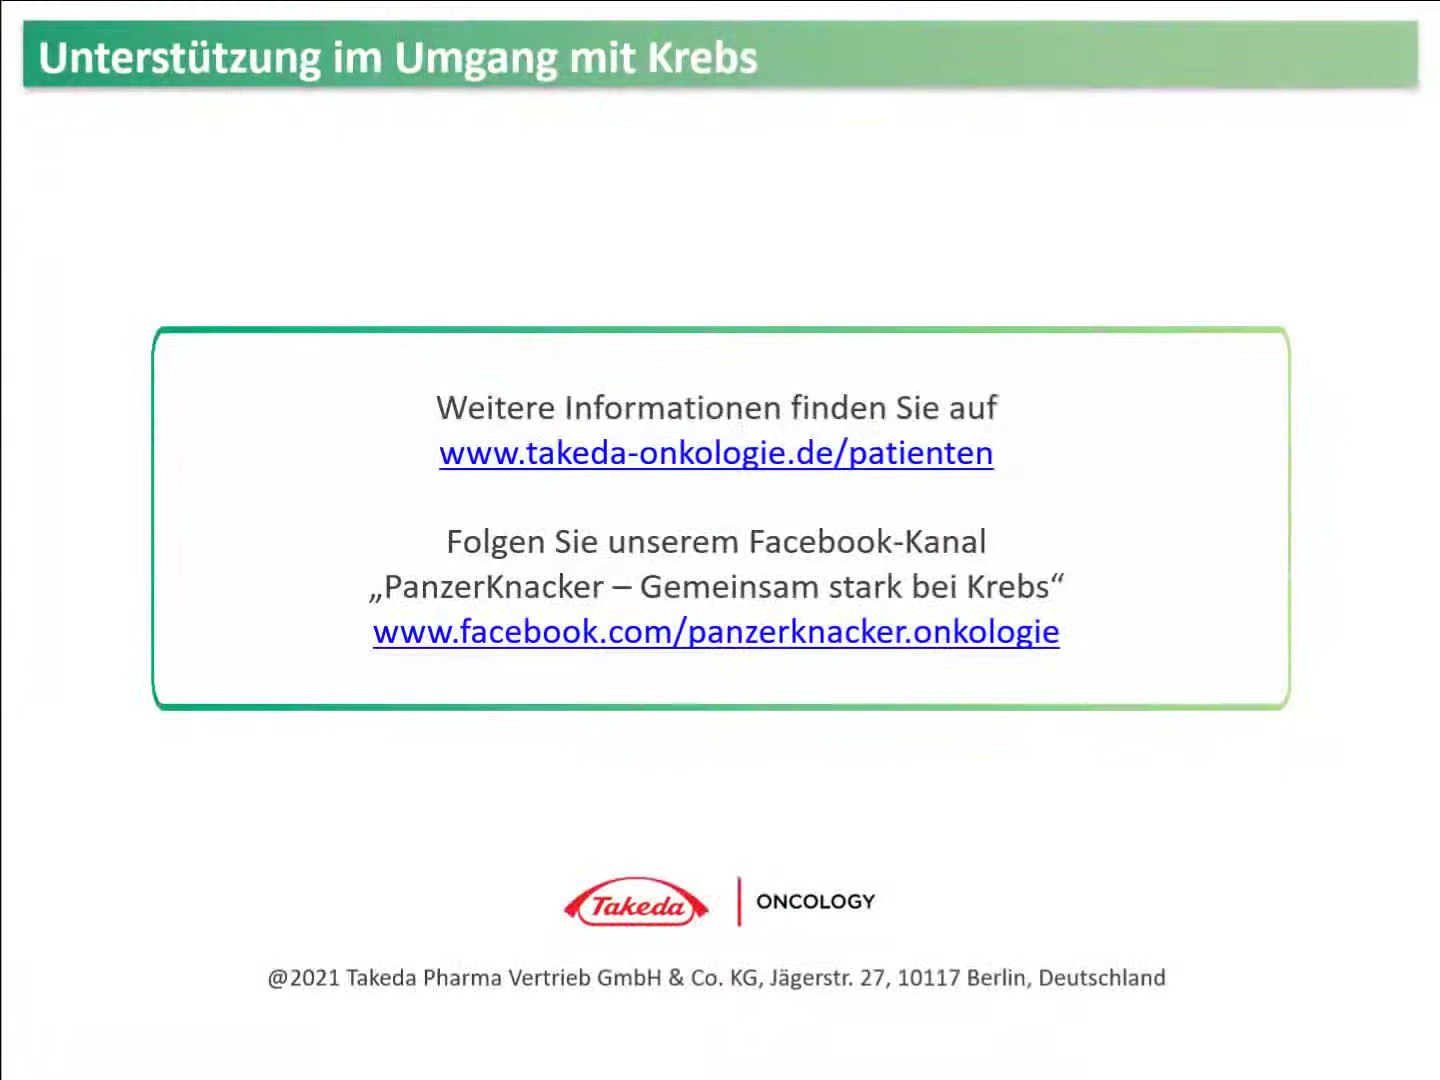 Unterstützung im Umgang mit Krebs
Weitere Informationen finden Sie auf
www.takeda-onkologie.de/patienten
Folgen Sie unserem Facebook-Kanal
„PanzerKnacker – Gemeinsam stark bei Krebs“
www.facebook.com/panzerknacker.onkologie
Takeda ONCOLOGY
@2021 Takeda Pharma Vertrieb GmbH & Co. KG, Jägerstr. 27, 10117 Berlin, Deutschland